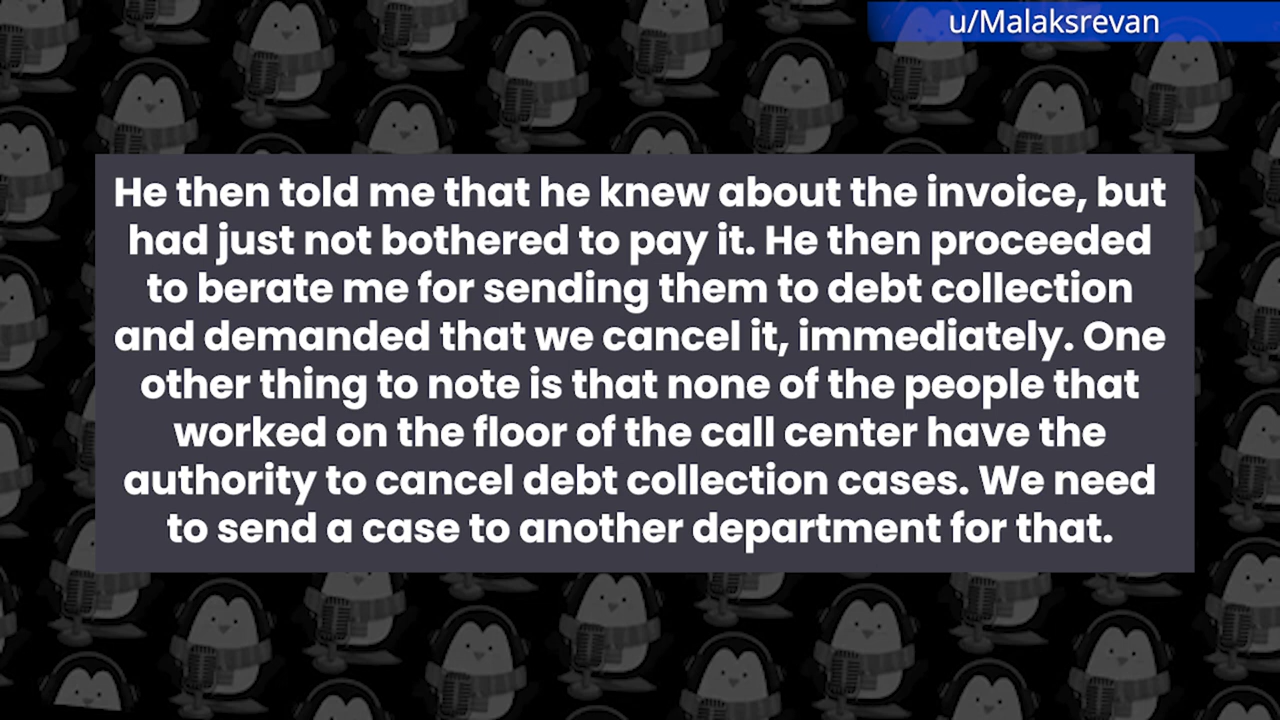 u/Malaksrevan
He then told me that he knew about the invoice, but
had just not bothered to pay it. He then proceeded
to berate me for sending them to debt collection
and demanded that we cancel it, immediately. One
other thing to note is that none of the people that
worked on the floor of the call center have the
authority to cancel debt collection cases. We need
to send a case to another department for that.